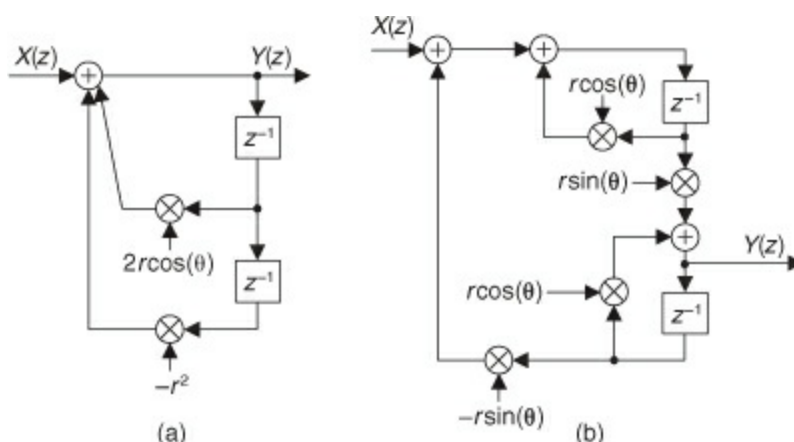 X(z)
Y(z)
z⁻¹
2rcos(θ)
z⁻¹
−r²
(a)
X(z)
rcos(θ)
z⁻¹
rsin(θ)
Y(z)
rcos(θ)
z⁻¹
−rsin(θ)
(b)